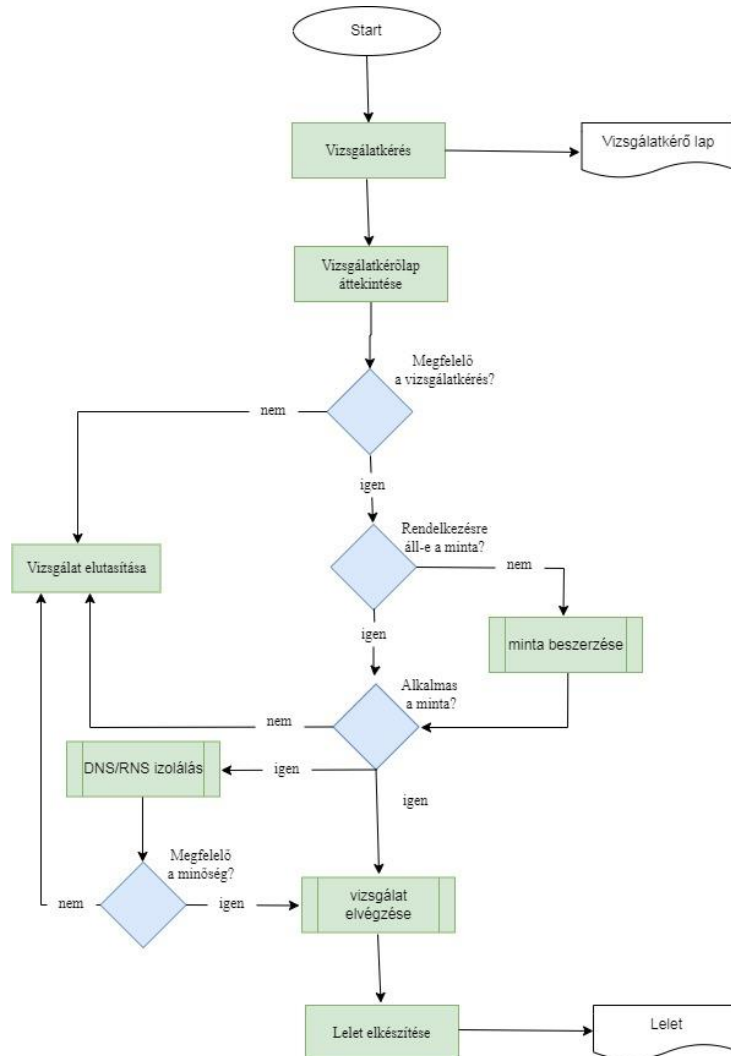 Start
Vizsgálatkérés
Vizsgálatkérő lap
Vizsgálatkérőlap
áttekintése
Megfelelő
a vizsgálatkérés?
nem
igen
Rendelkezésre
áll-e a minta?
nem
Vizsgálat elutasítása
igen
minta beszerzése
Alkalmas
a minta?
nem
DNS/RNS izolálás
igen
igen
Megfelelő
a minőség?
nem
igen
vizsgálat
elvégzése
Lelet elkészítése
Lelet